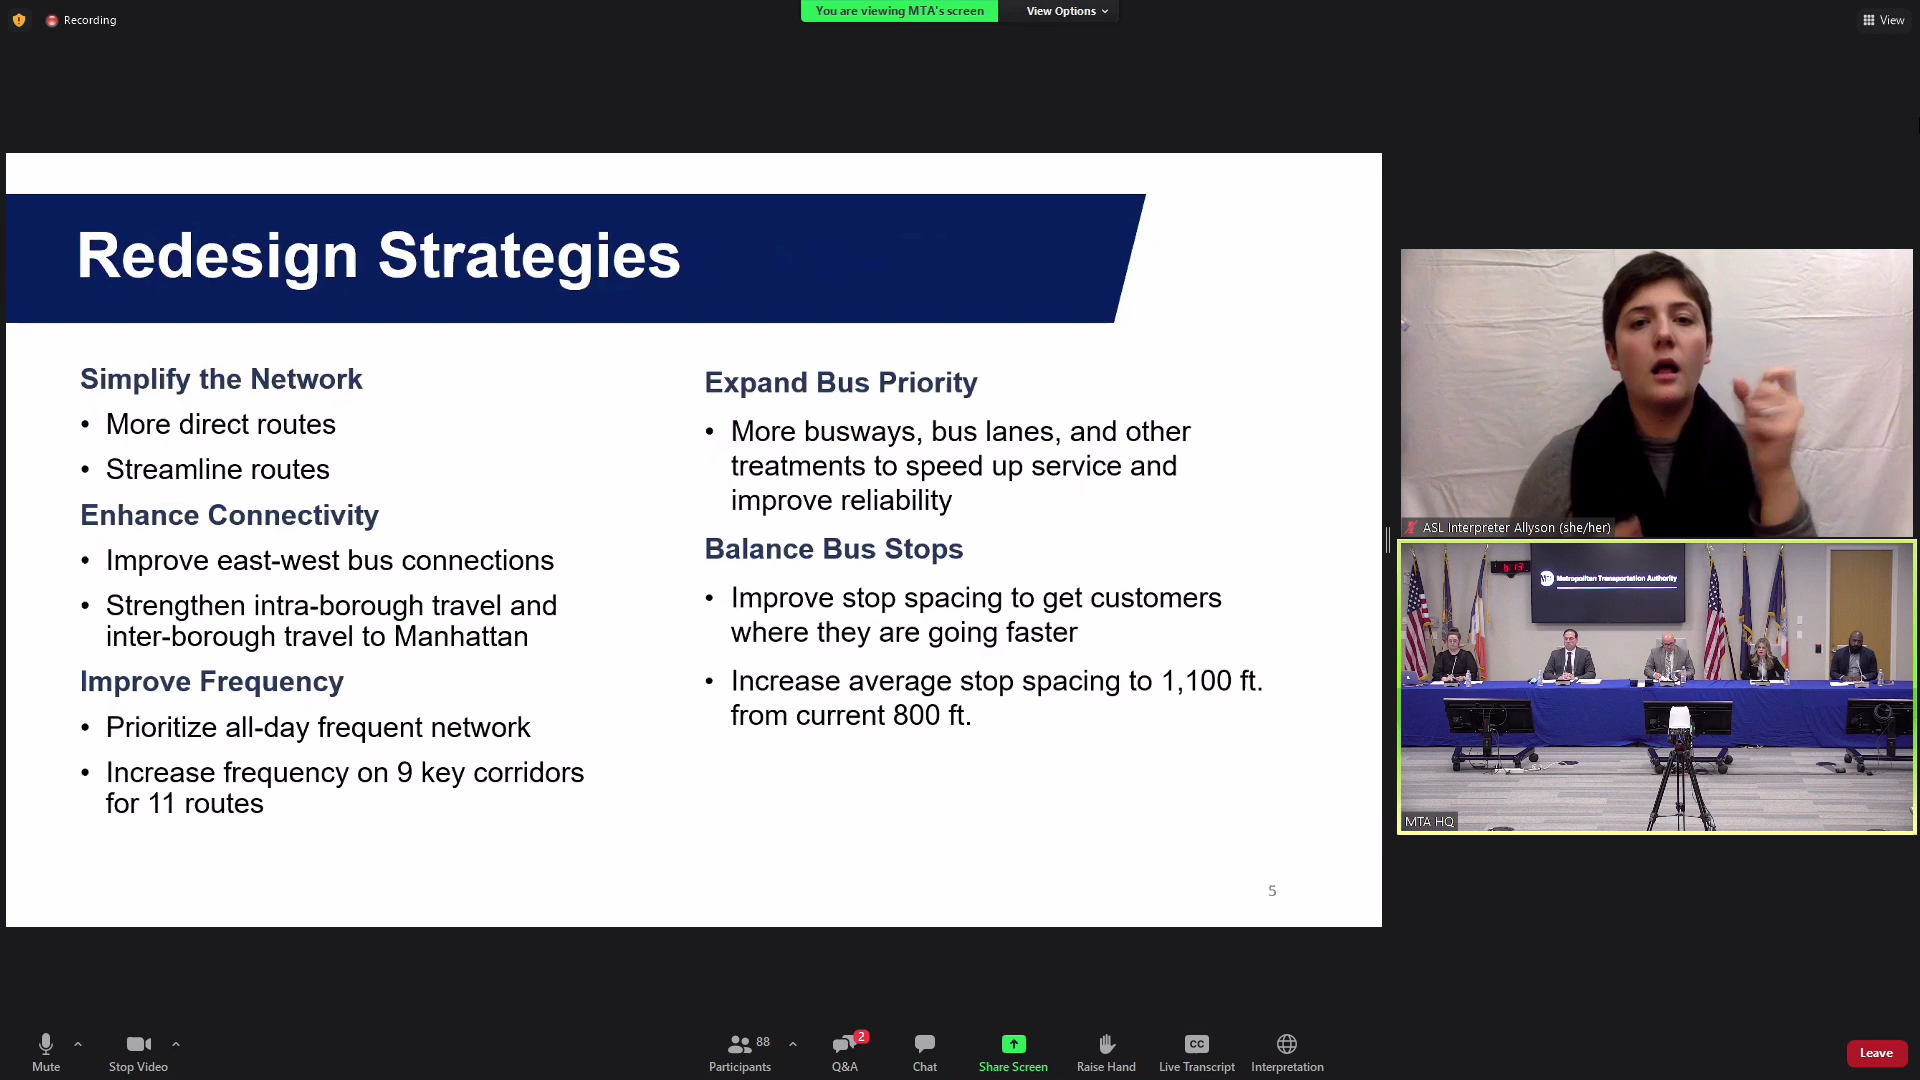 Recording
You are viewing MTA's screen
View Options
View
Redesign Strategies
Simplify the Network
• More direct routes
• Streamline routes
Enhance Connectivity
• Improve east-west bus connections
• Strengthen intra-borough travel and
inter-borough travel to Manhattan
Improve Frequency
• Prioritize all-day frequent network
• Increase frequency on 9 key corridors
for 11 routes
Expand Bus Priority
• More busways, bus lanes, and other
treatments to speed up service and
improve reliability
Balance Bus Stops
• Improve stop spacing to get customers
where they are going faster
• Increase average stop spacing to 1,100 ft.
from current 800 ft.
5
ASL Interpreter Allyson (she/her)
6:13
MTA Metropolitan Transportation Authority
MTA HQ
Mute
Stop Video
88
Participants
2
Q&A
Chat
Share Screen
Raise Hand
CC
Live Transcript
Interpretation
Leave